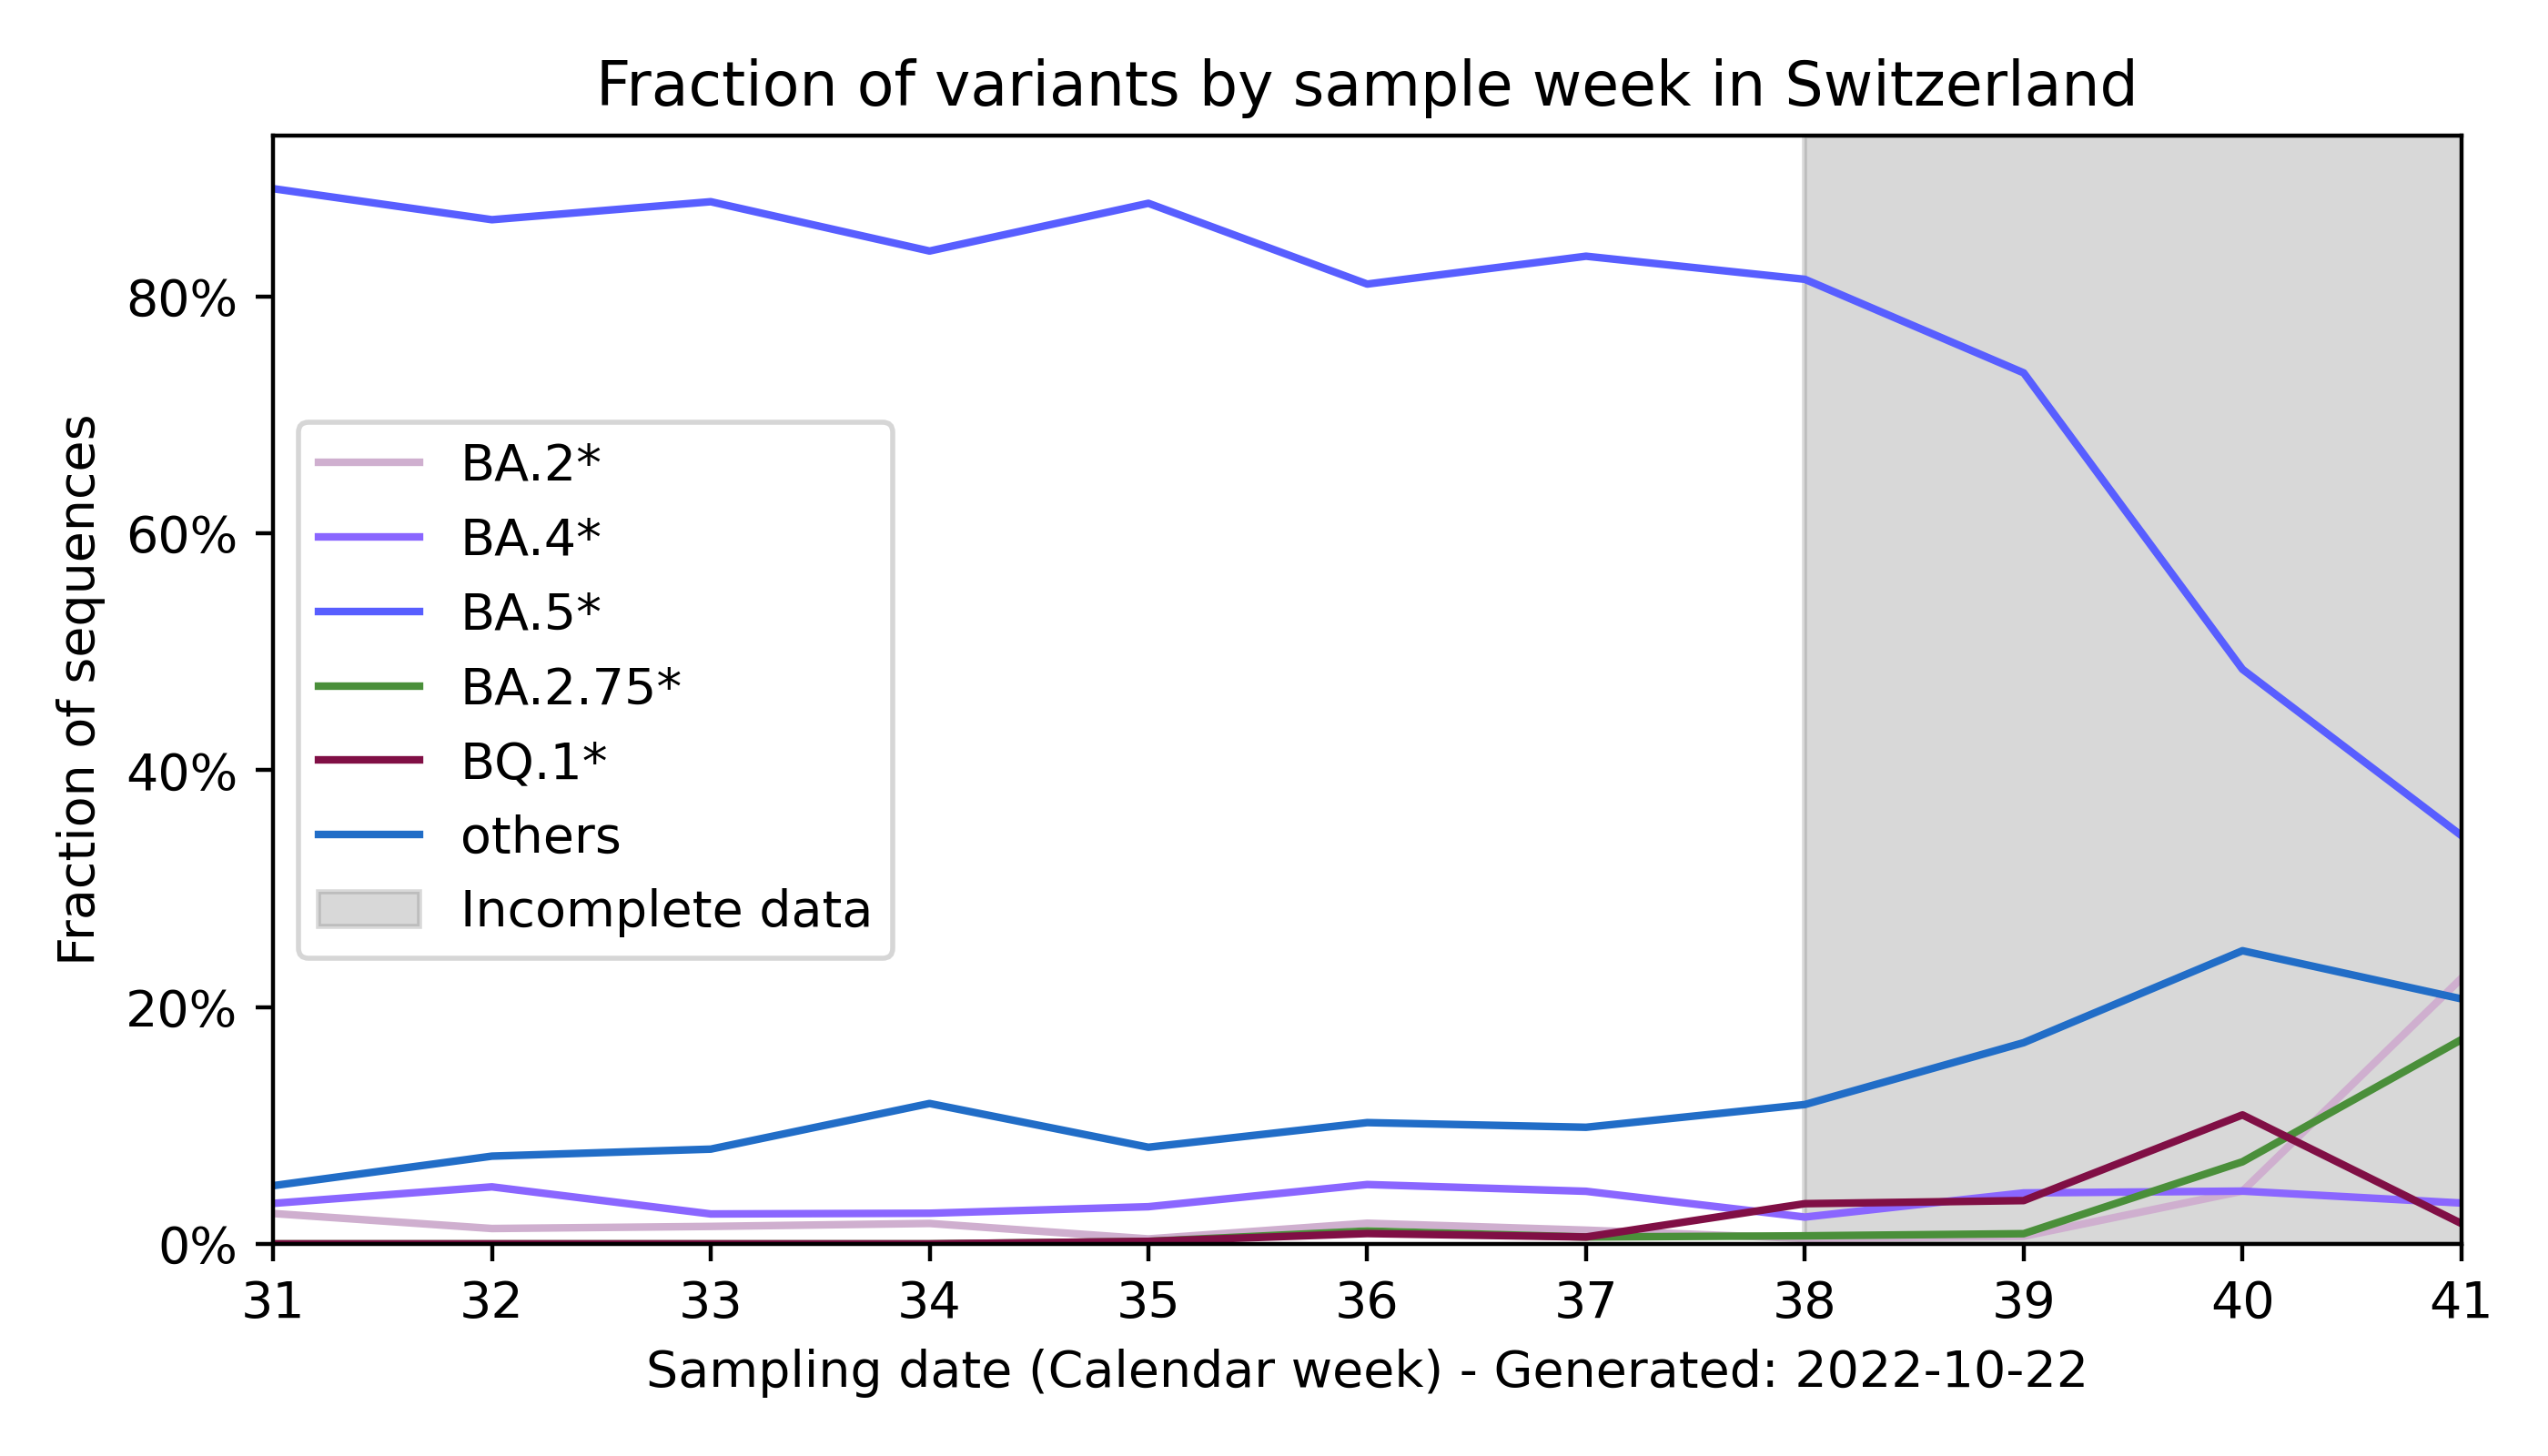 Fraction of variants by sample week in Switzerland
Fraction of sequences
80%
60%
40%
20%
0%
BA.2*
BA.4*
BA.5*
BA.2.75*
BQ.1*
others
Incomplete data
31 32 33 34 35 36 37 38 39 40 41
Sampling date (Calendar week) - Generated: 2022-10-22